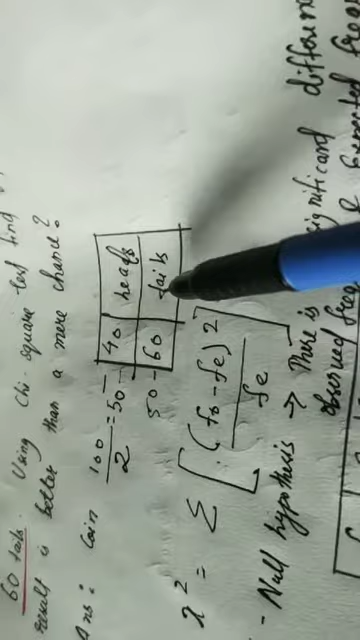 60 tails. Using Chi-square test find
result is better than a mere chance?
Ans: Coin 100/2 = 50 - 40 heads
50 - 60 tails
χ² = Σ [(fo - fe)²/fe]
- Null hypothesis → There is significant differen
observed freq Expected freq